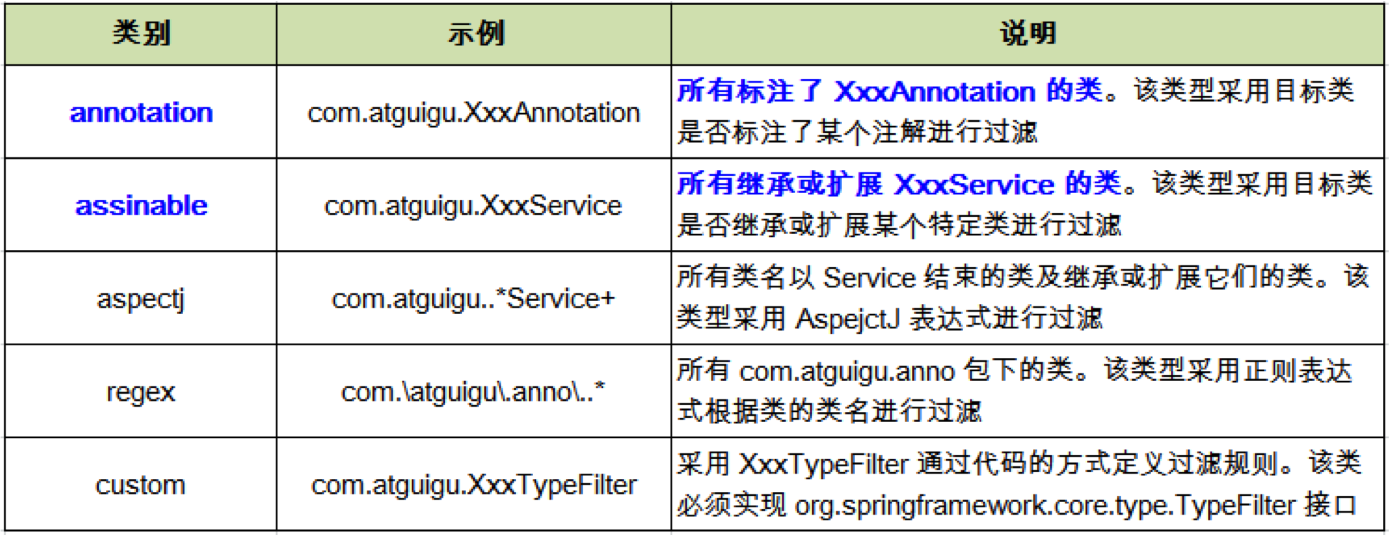 类别 示例 说明
annotation com.atguigu.XxxAnnotation 所有标注了 XxxAnnotation 的类。该类型采用目标类
是否标注了某个注解进行过滤
assinable com.atguigu.XxxService 所有继承或扩展 XxxService 的类。该类型采用目标类
是否继承或扩展某个特定类进行过滤
aspectj com.atguigu..*Service+ 所有类名以 Service 结束的类及继承或扩展它们的类。该
类型采用 AspejctJ 表达式进行过滤
regex com.\atguigu\.anno\..* 所有 com.atguigu.anno 包下的类。该类型采用正则表达
式根据类的类名进行过滤
custom com.atguigu.XxxTypeFilter 采用 XxxTypeFilter 通过代码的方式定义过滤规则。该类
必须实现 org.springframework.core.type.TypeFilter 接口